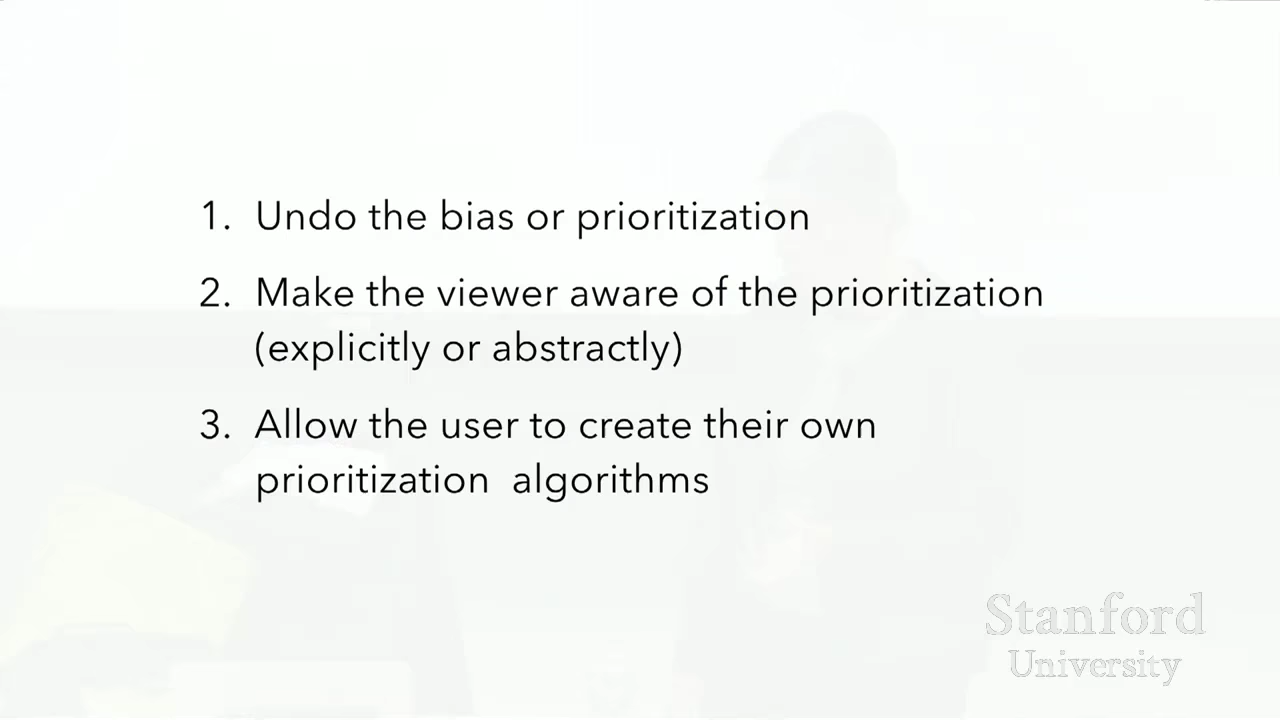 1. Undo the bias or prioritization
2. Make the viewer aware of the prioritization
(explicitly or abstractly)
3. Allow the user to create their own
prioritization  algorithms
Stanford
University